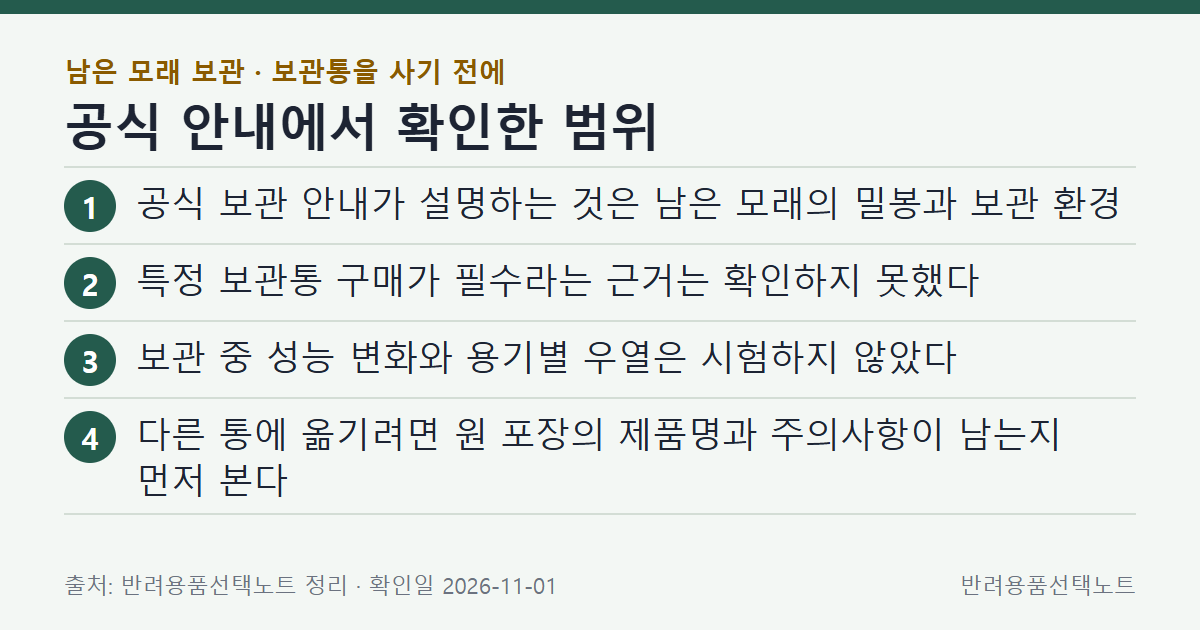 남은 모래 보관 · 보관통을 사기 전에
공식 안내에서 확인한 범위
1 공식 보관 안내가 설명하는 것은 남은 모래의 밀봉과 보관 환경
2 특정 보관통 구매가 필수라는 근거는 확인하지 못했다
3 보관 중 성능 변화와 용기별 우열은 시험하지 않았다
4 다른 통에 옮기려면 원 포장의 제품명과 주의사항이 남는지
먼저 본다
출처: 반려용품선택노트 정리 · 확인일 2026-11-01
반려용품선택노트